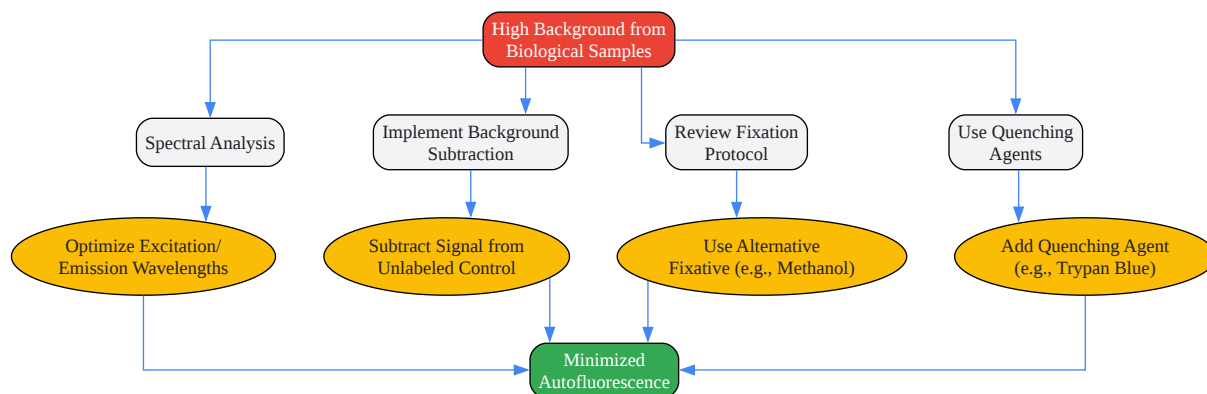 High Background from
Biological Samples
Spectral Analysis
Implement Background
Subtraction
Review Fixation
Protocol
Use Quenching
Agents
Optimize Excitation/
Emission Wavelengths
Subtract Signal from
Unlabeled Control
Use Alternative
Fixative (e.g., Methanol)
Add Quenching Agent
(e.g., Trypan Blue)
Minimized
Autofluorescence